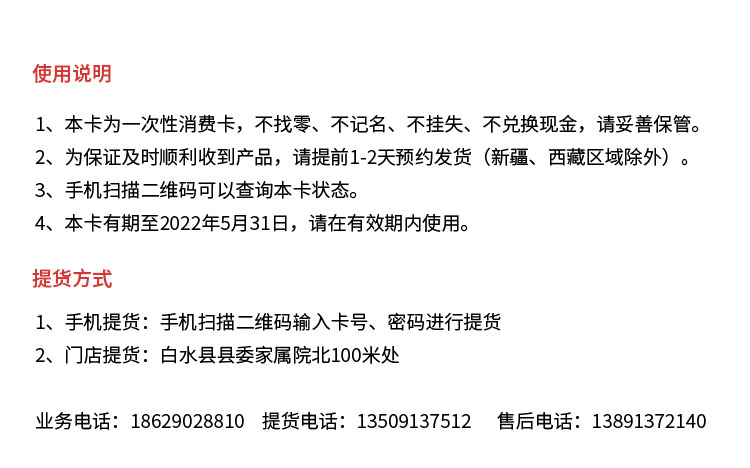 使用说明
1、本卡为一次性消费卡，不找零、不记名、不挂失、不兑换现金，请妥善保管。
2、为保证及时顺利收到产品，请提前1-2天预约发货（新疆、西藏区域除外）。
3、手机扫描二维码可以查询本卡状态。
4、本卡有期至2022年5月31日，请在有效期内使用。
提货方式
1、手机提货：手机扫描二维码输入卡号、密码进行提货
2、门店提货：白水县县委家属院北100米处
业务电话：18629028810 提货电话：13509137512 售后电话：13891372140